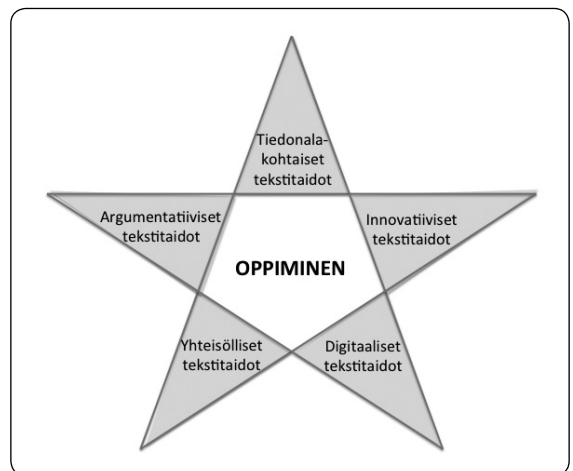 Tiedonala-
kohtaiset
tekstitaidot
Argumentatiiviset
tekstitaidot
Innovatiiviset
tekstitaidot
OPPIMINEN
Yhteisölliset
tekstitaidot
Digitaaliset
tekstitaidot